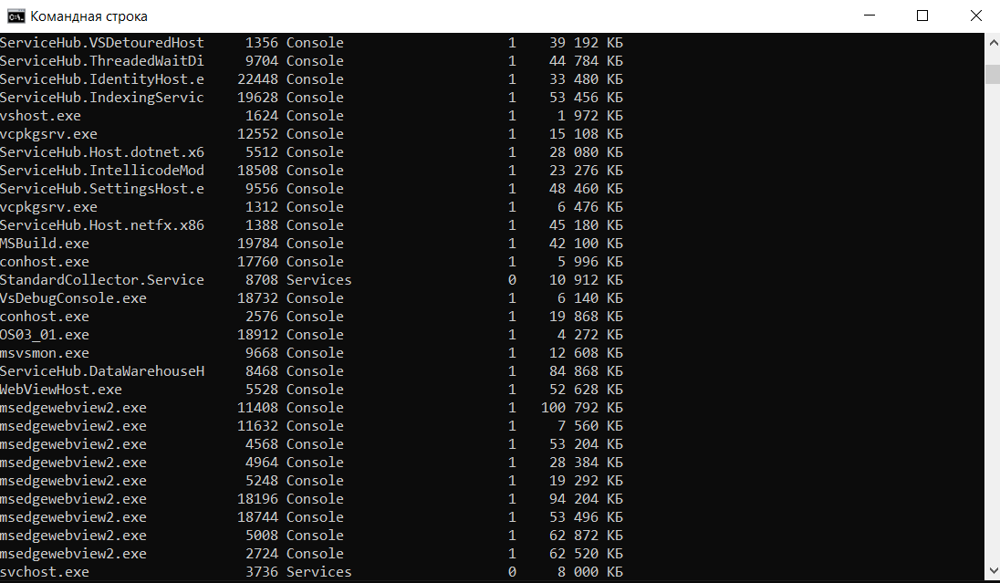 Командная строка
ServiceHub.VSDetouredHost 1356 Console 1 39 192 КБ
ServiceHub.ThreadedWaitDi 9704 Console 1 44 784 КБ
ServiceHub.IdentityHost.e 22448 Console 1 33 480 КБ
ServiceHub.IndexingServic 19628 Console 1 53 456 КБ
vshost.exe 1624 Console 1 1 972 КБ
vcpkgsrv.exe 12552 Console 1 15 108 КБ
ServiceHub.Host.dotnet.x6 5512 Console 1 28 080 КБ
ServiceHub.IntellicodeMod 18508 Console 1 23 276 КБ
ServiceHub.SettingsHost.e 9556 Console 1 48 460 КБ
vcpkgsrv.exe 1312 Console 1 6 476 КБ
ServiceHub.Host.netfx.x86 1388 Console 1 45 180 КБ
MSBuild.exe 19784 Console 1 42 100 КБ
conhost.exe 17760 Console 1 5 996 КБ
StandardCollector.Service 8708 Services 0 10 912 КБ
VsDebugConsole.exe 18732 Console 1 6 140 КБ
conhost.exe 2576 Console 1 19 868 КБ
OS03_01.exe 18912 Console 1 4 272 КБ
msvsmon.exe 9668 Console 1 12 608 КБ
ServiceHub.DataWarehouseH 8468 Console 1 84 868 КБ
WebViewHost.exe 5528 Console 1 52 628 КБ
msedgewebview2.exe 11408 Console 1 100 792 КБ
msedgewebview2.exe 11632 Console 1 7 560 КБ
msedgewebview2.exe 4568 Console 1 53 204 КБ
msedgewebview2.exe 4964 Console 1 28 384 КБ
msedgewebview2.exe 5248 Console 1 19 292 КБ
msedgewebview2.exe 18196 Console 1 94 204 КБ
msedgewebview2.exe 18744 Console 1 53 496 КБ
msedgewebview2.exe 5008 Console 1 62 872 КБ
msedgewebview2.exe 2724 Console 1 62 520 КБ
svchost.exe 3736 Services 0 8 000 КБ